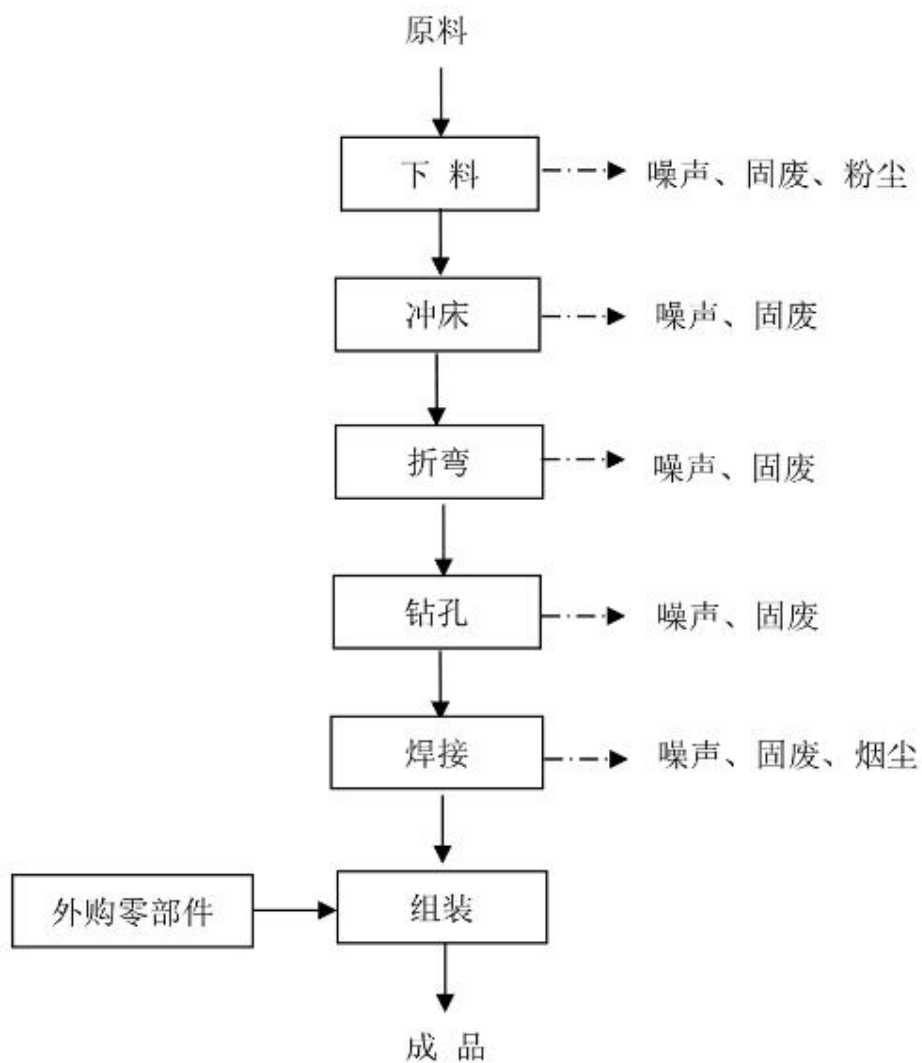 原料
下 料
噪声、固废、粉尘
冲床
噪声、固废
折弯
噪声、固废
钻孔
噪声、固废
焊接
噪声、固废、烟尘
外购零部件
组装
成 品